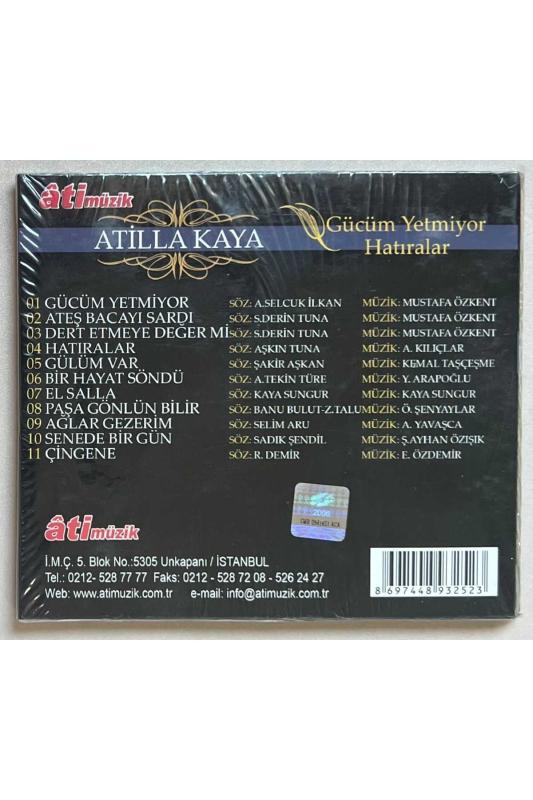 âti müzik
ATİLLA KAYA
Gücüm Yetmiyor
Hatıralar
01 GÜCÜM YETMİYOR SÖZ: A.SELCUK İLKAN MÜZİK: MUSTAFA ÖZKENT
02 ATEŞ BACAYI SARDI SÖZ: S.DERİN TUNA MÜZİK: MUSTAFA ÖZKENT
03 DERT ETMEYE DEĞER Mİ SÖZ: S.DERİN TUNA MÜZİK: MUSTAFA ÖZKENT
04 HATIRALAR SÖZ: AŞKIN TUNA MÜZİK: A. KILIÇLAR
05 GÜLÜM VAR SÖZ: ŞAKİR AŞKAN MÜZİK: KEMAL TAŞÇEŞME
06 BİR HAYAT SÖNDÜ SÖZ: A.TEKİN TÜRE MÜZİK: Y. ARAPOĞLU
07 EL SALLA SÖZ: KAYA SUNGUR MÜZİK: KAYA SUNGUR
08 PAŞA GÖNLÜN BİLİR SÖZ: BANU BULUT-Z.TALU MÜZİK: Ö. ŞENYAYLAR
09 AĞLAR GEZERİM SÖZ: SELİM ARU MÜZİK: A. YAVAŞCA
10 SENEDE BİR GÜN SÖZ: SADIK ŞENDİL MÜZİK: Ş.AYHAN ÖZIŞIK
11 ÇİNGENE SÖZ: R. DEMİR MÜZİK: E. ÖZDEMİR
2006
âti müzik
İ.M.Ç. 5. Blok No.:5305 Unkapanı / İSTANBUL
Tel.: 0212- 528 77 77 Faks: 0212 - 528 72 08 - 526 24 27
Web: www.atimuzik.com.tr e-mail: info@atimuzik.com.tr
8 697448 932523